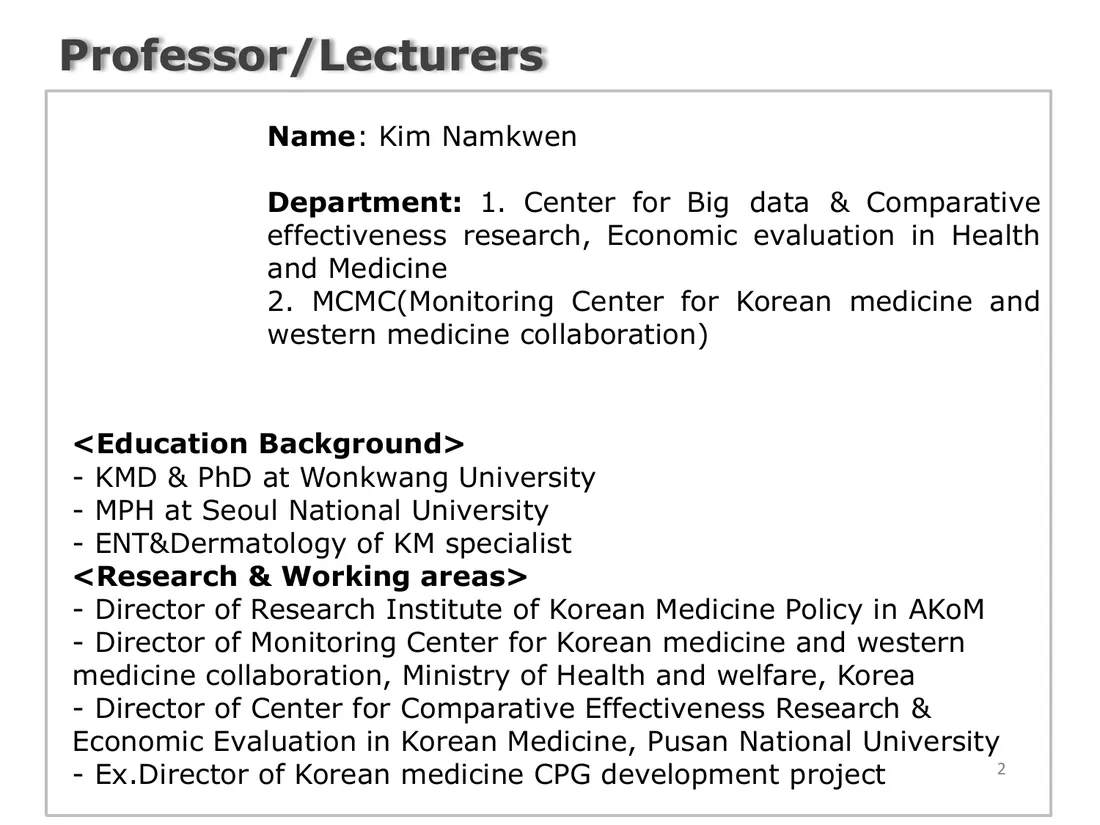 Professor/Lecturers
Name: Kim Namkwen
Department: 1. Center for Big data & Comparative
effectiveness research, Economic evaluation in Health
and Medicine
2. MCMC(Monitoring Center for Korean medicine and
western medicine collaboration)
<Education Background>
- KMD & PhD at Wonkwang University
- MPH at Seoul National University
- ENT&Dermatology of KM specialist
<Research & Working areas>
- Director of Research Institute of Korean Medicine Policy in AKoM
- Director of Monitoring Center for Korean medicine and western
medicine collaboration, Ministry of Health and welfare, Korea
- Director of Center for Comparative Effectiveness Research &
Economic Evaluation in Korean Medicine, Pusan National University
- Ex.Director of Korean medicine CPG development project
2